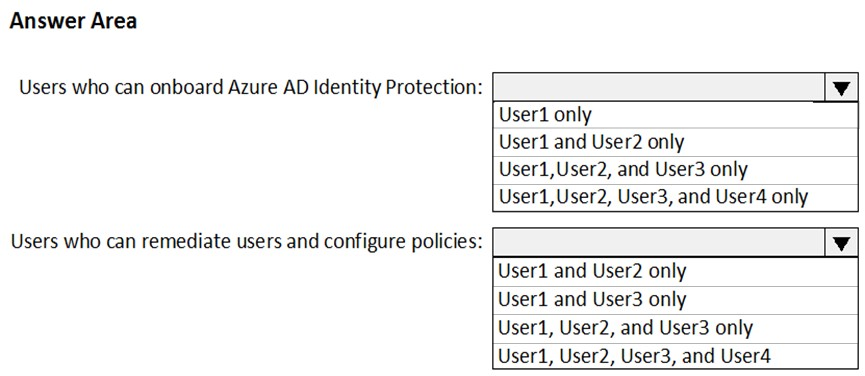 Answer Area
Users who can onboard Azure AD Identity Protection:
User1 only
User1 and User2 only
User1,User2, and User3 only
User1,User2, User3, and User4 only
Users who can remediate users and configure policies:
User1 and User2 only
User1 and User3 only
User1, User2, and User3 only
User1, User2, User3, and User4